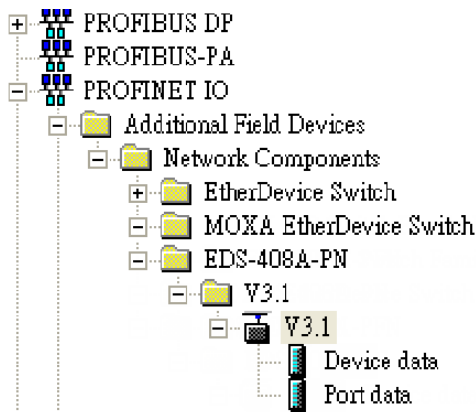 PROFIBUS DP
PROFIBUS-PA
PROFINET IO
Additional Field Devices
Network Components
EtherDevice Switch
MOXA EtherDevice Switch
EDS-408A-PN
V3.1
V3.1
Device data
Port data